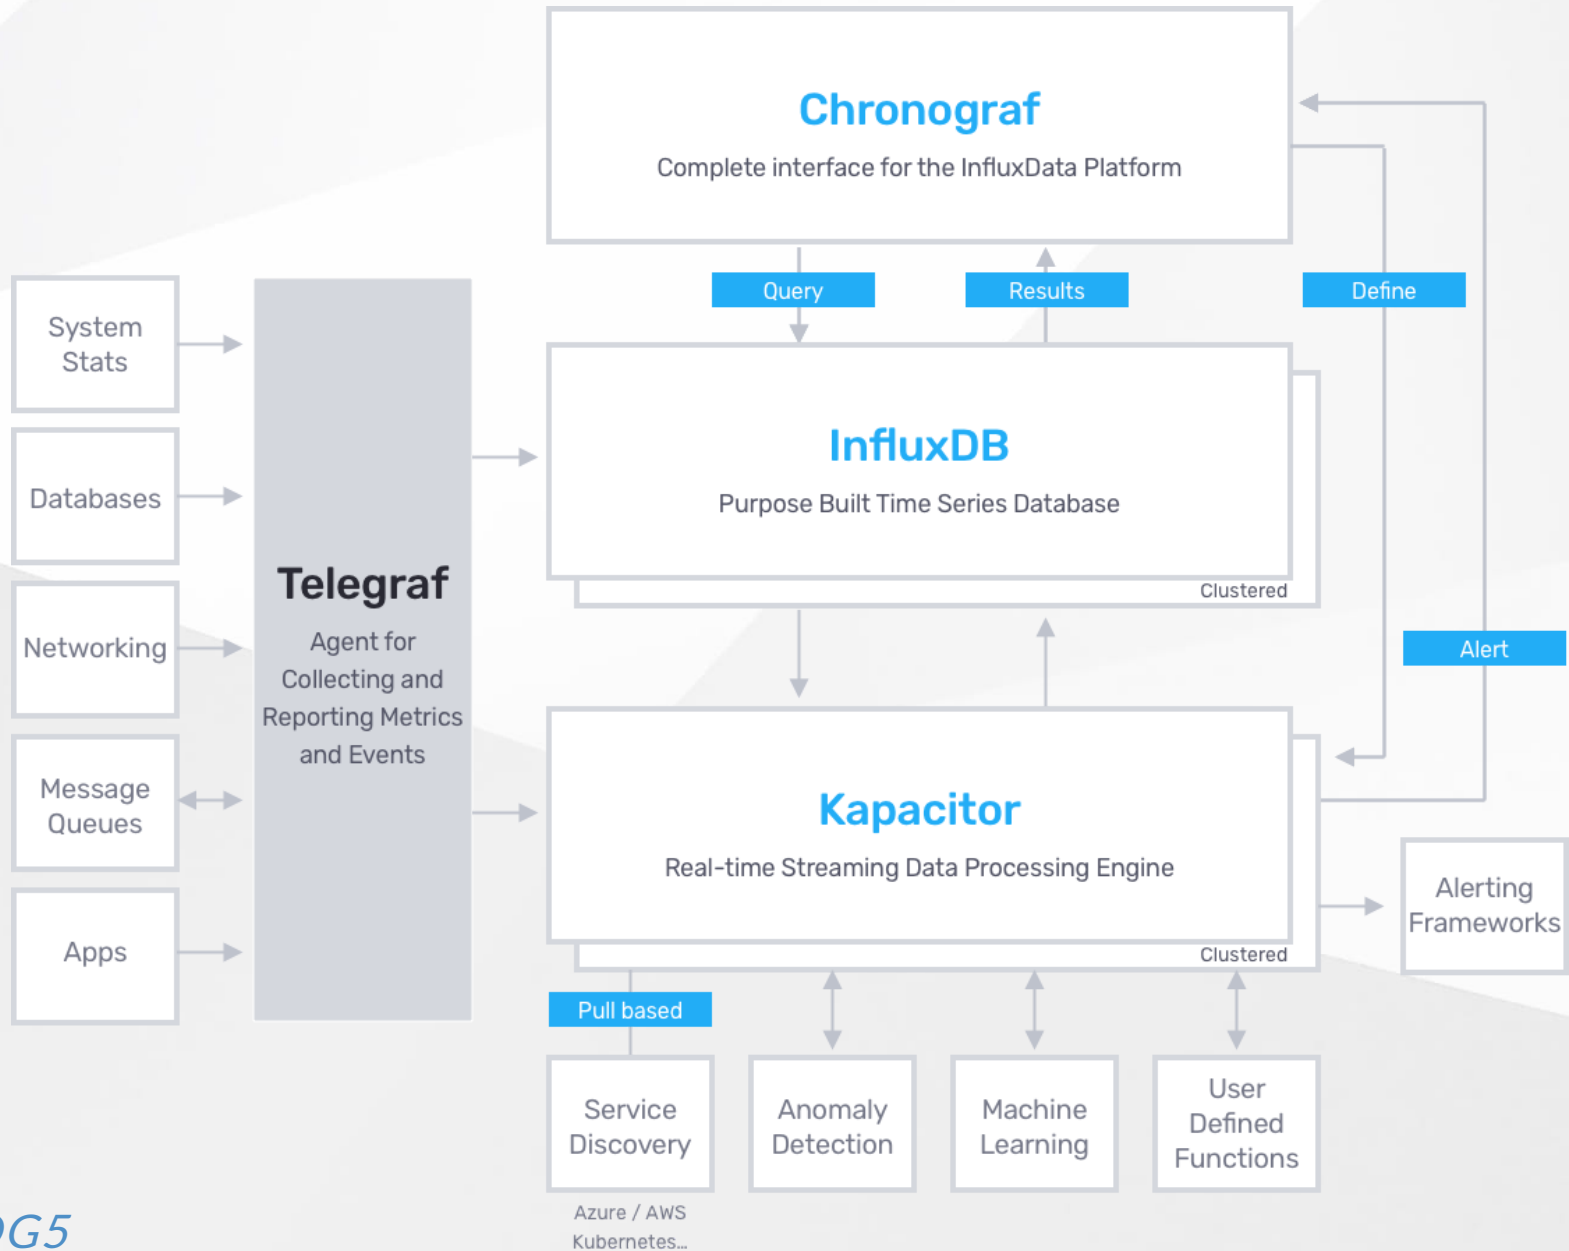 Chronograf
Complete interface for the InfluxData Platform
Query
Results
Define
System
Stats
Databases
Networking
Message
Queues
Apps
Telegraf
Agent for
Collecting and
Reporting Metrics
and Events
InfluxDB
Purpose Built Time Series Database
Clustered
Alert
Kapacitor
Real-time Streaming Data Processing Engine
Clustered
Alerting
Frameworks
Pull based
Service
Discovery
Azure / AWS
Kubernetes...
Anomaly
Detection
Machine
Learning
User
Defined
Functions